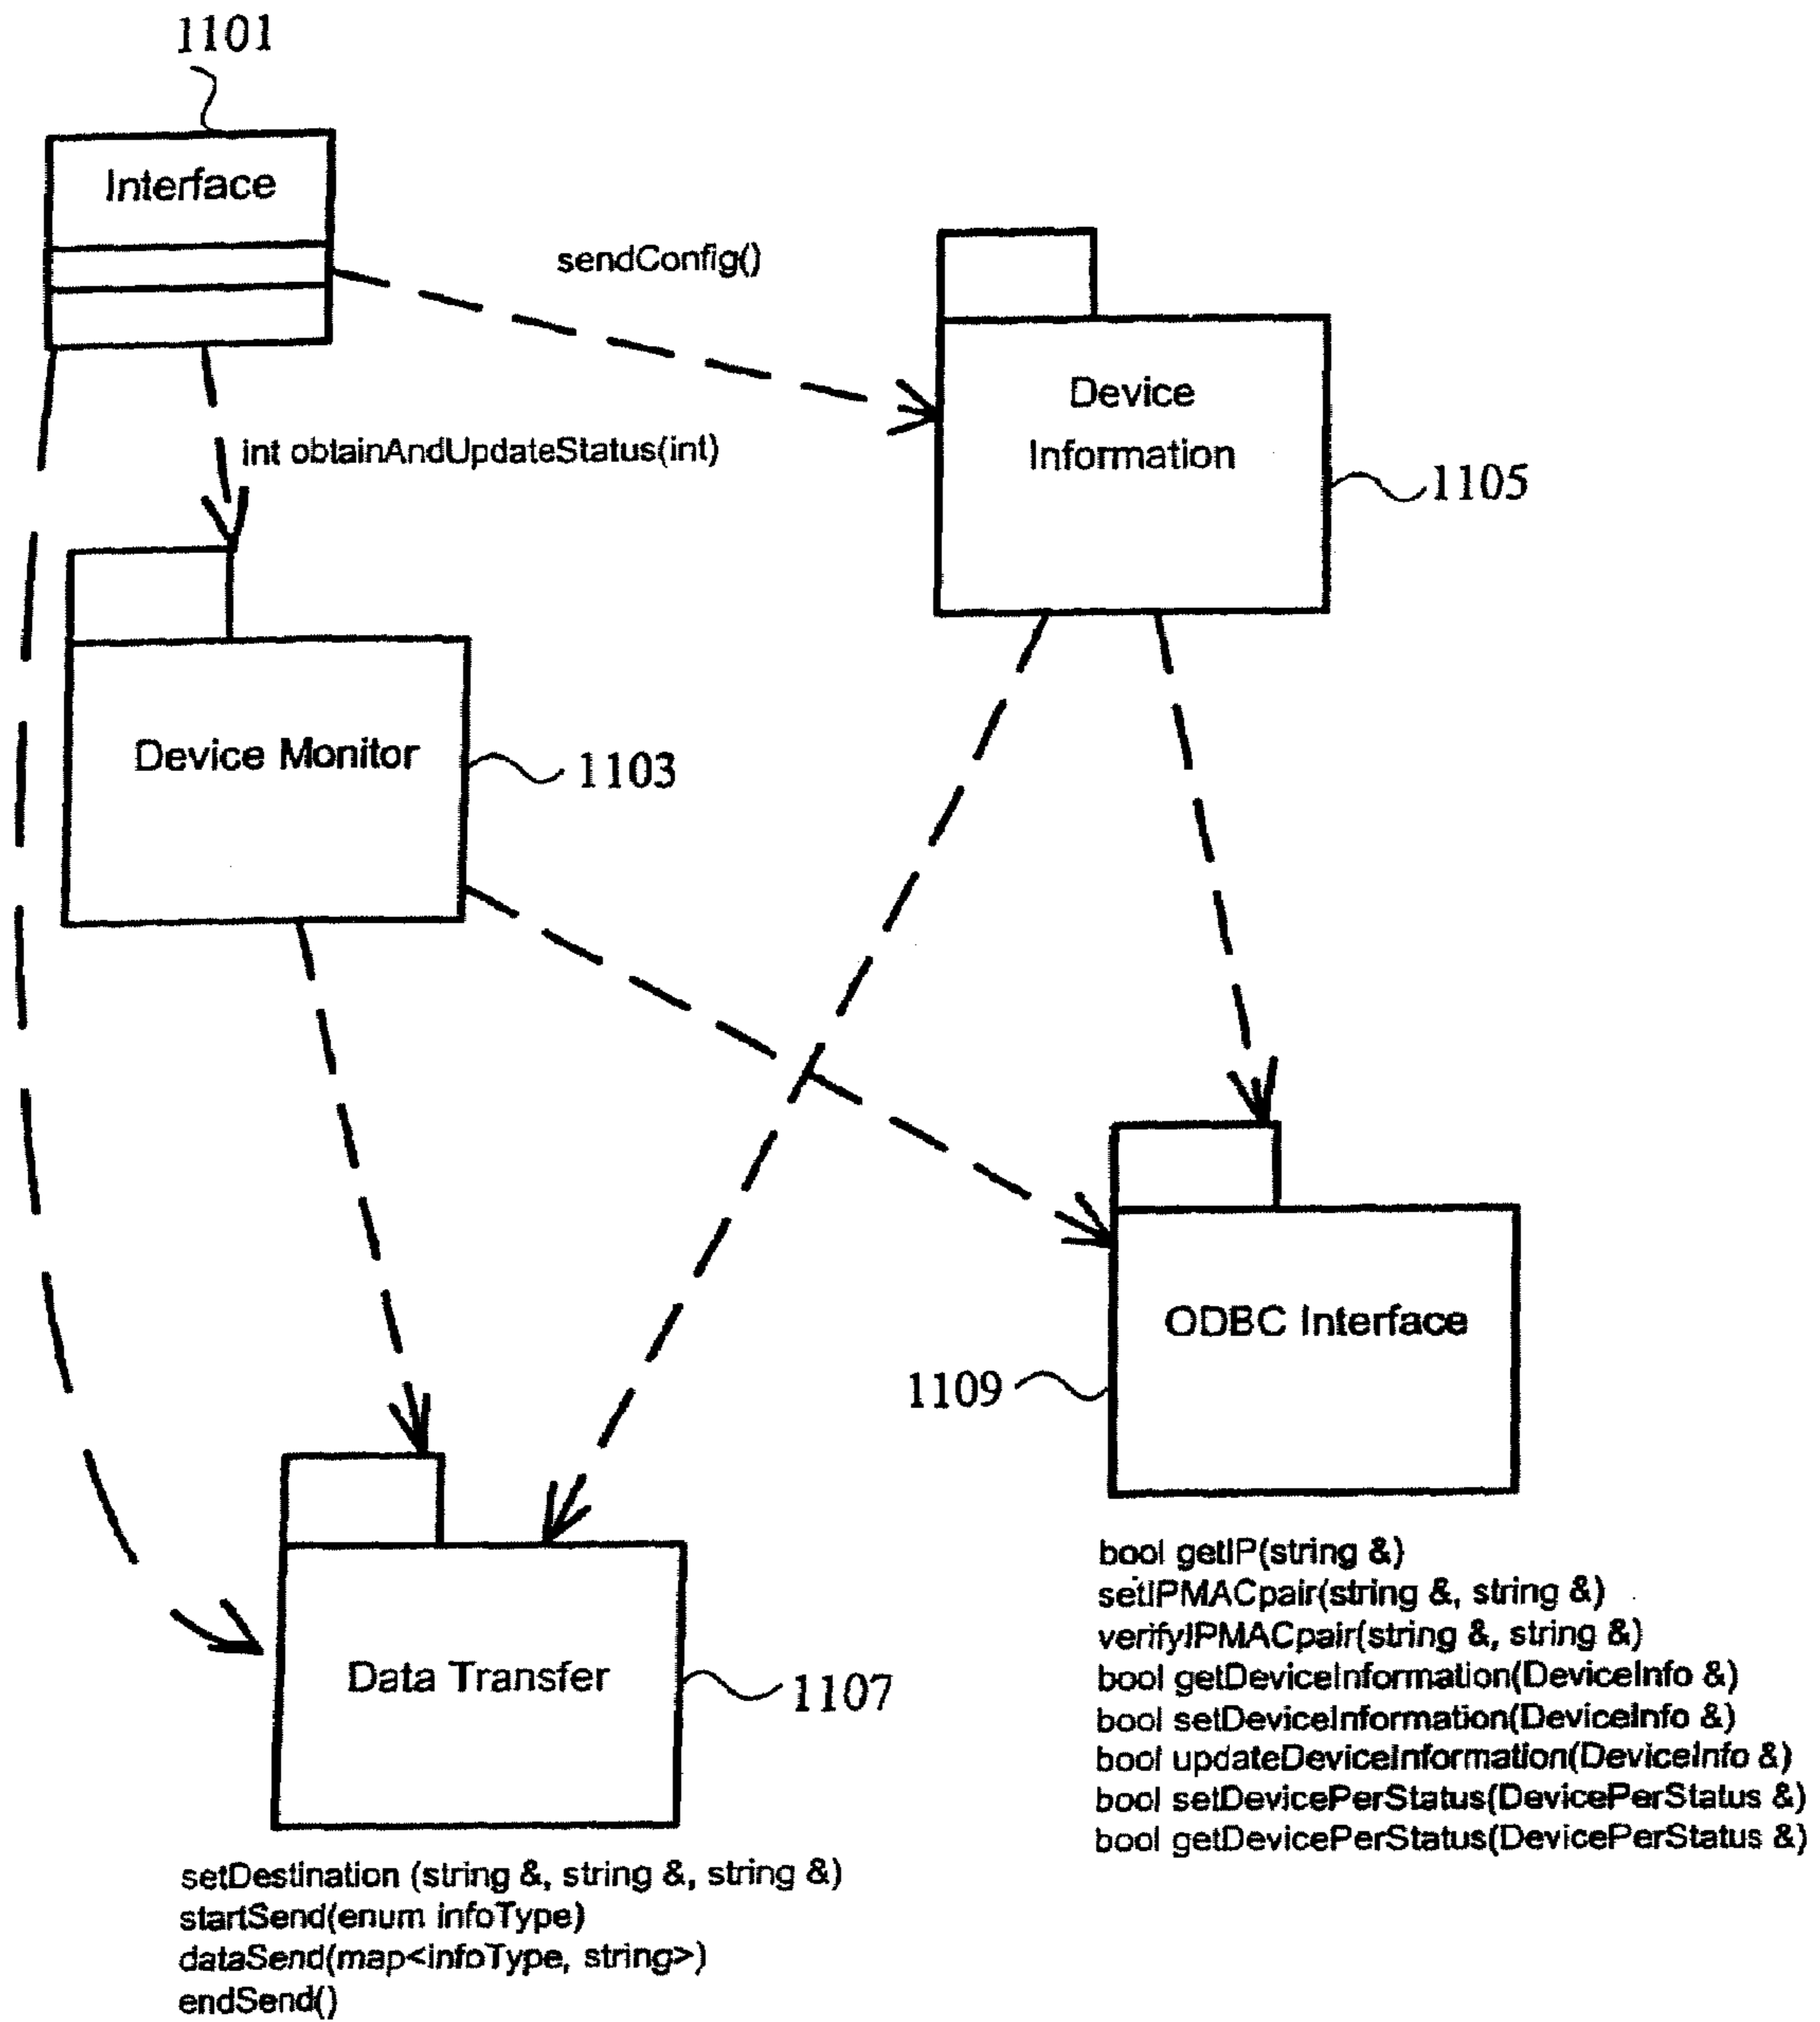 1101
Interface
sendConfig()
Device
Information
1105
int obtainAndUpdateStatus(int)
Device Monitor
1103
ODBC Interface
1109
bool getIP(string &)
setIPMACpair(string &, string &)
verifyIPMACpair(string &, string &)
bool getDeviceInformation(DeviceInfo &)
bool setDeviceInformation(DeviceInfo &)
bool updateDeviceInformation(DeviceInfo &)
bool setDevicePerStatus(DevicePerStatus &)
bool getDevicePerStatus(DevicePerStatus &)
Data Transfer
1107
setDestination (string &, string &, string &)
startSend(enum infoType)
dataSend(map<infoType, string>)
endSend()